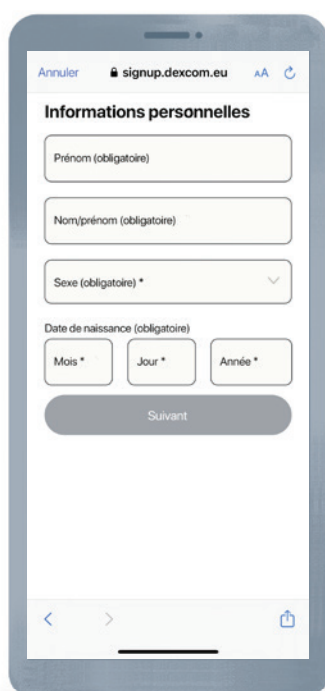 Annuler signup.dexcom.eu AA
Informations personnelles
Prénom (obligatoire)
Nom/prénom (obligatoire)
Sexe (obligatoire) *
Date de naissance (obligatoire)
Mois * Jour * Année *
Suivant